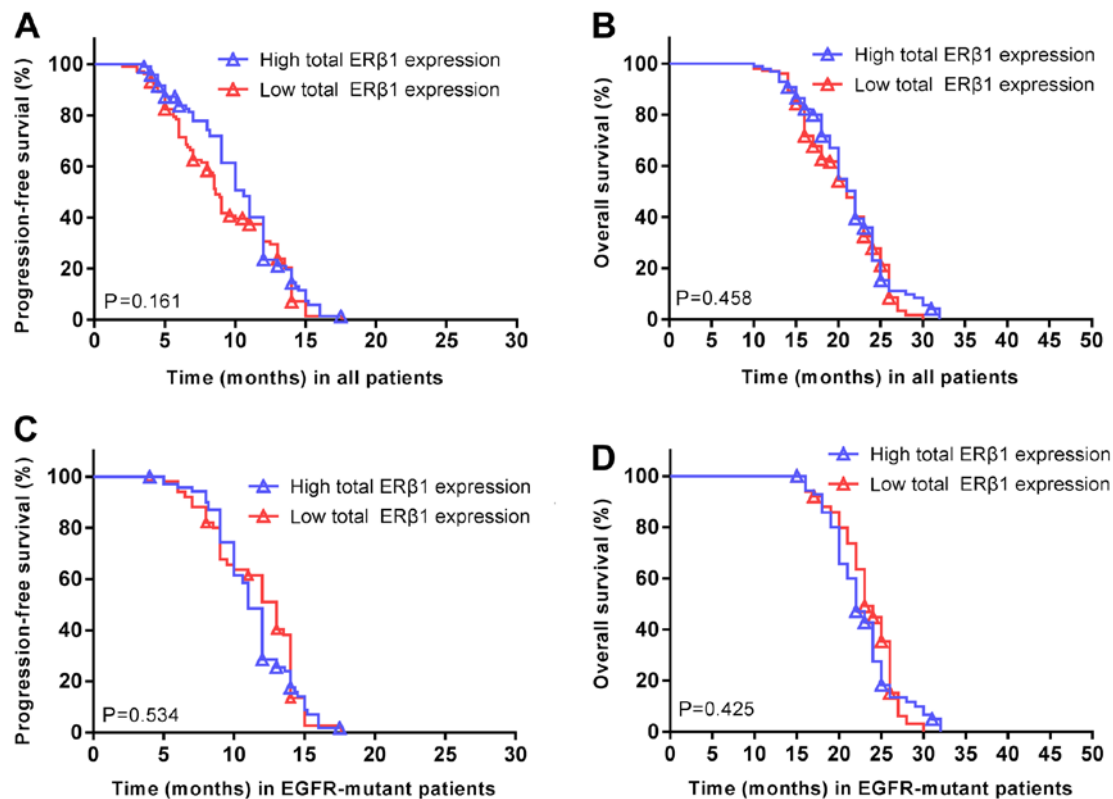 A
High total ERβ1 expression
Low total ERβ1 expression
Progression-free survial (%)
100
80
60
40
20
0
P=0.161
0 5 10 15 20 25 30
Time (months) in all patients
B
High total ERβ1 expression
Low total ERβ1 expression
Overall survival (%)
100
80
60
40
20
0
P=0.458
0 5 10 15 20 25 30 35 40 45 50
Time (months) in all patients
C
High total ERβ1 expression
Low total ERβ1 expression
Progression-free survival (%)
100
80
60
40
20
0
P=0.534
0 5 10 15 20 25 30
Time (months) in EGFR-mutant patients
D
High total ERβ1 expression
Low total ERβ1 expression
Overall survival (%)
100
80
60
40
20
0
P=0.425
0 5 10 15 20 25 30 35 40 45 50
Time (months) in EGFR-mutant patients